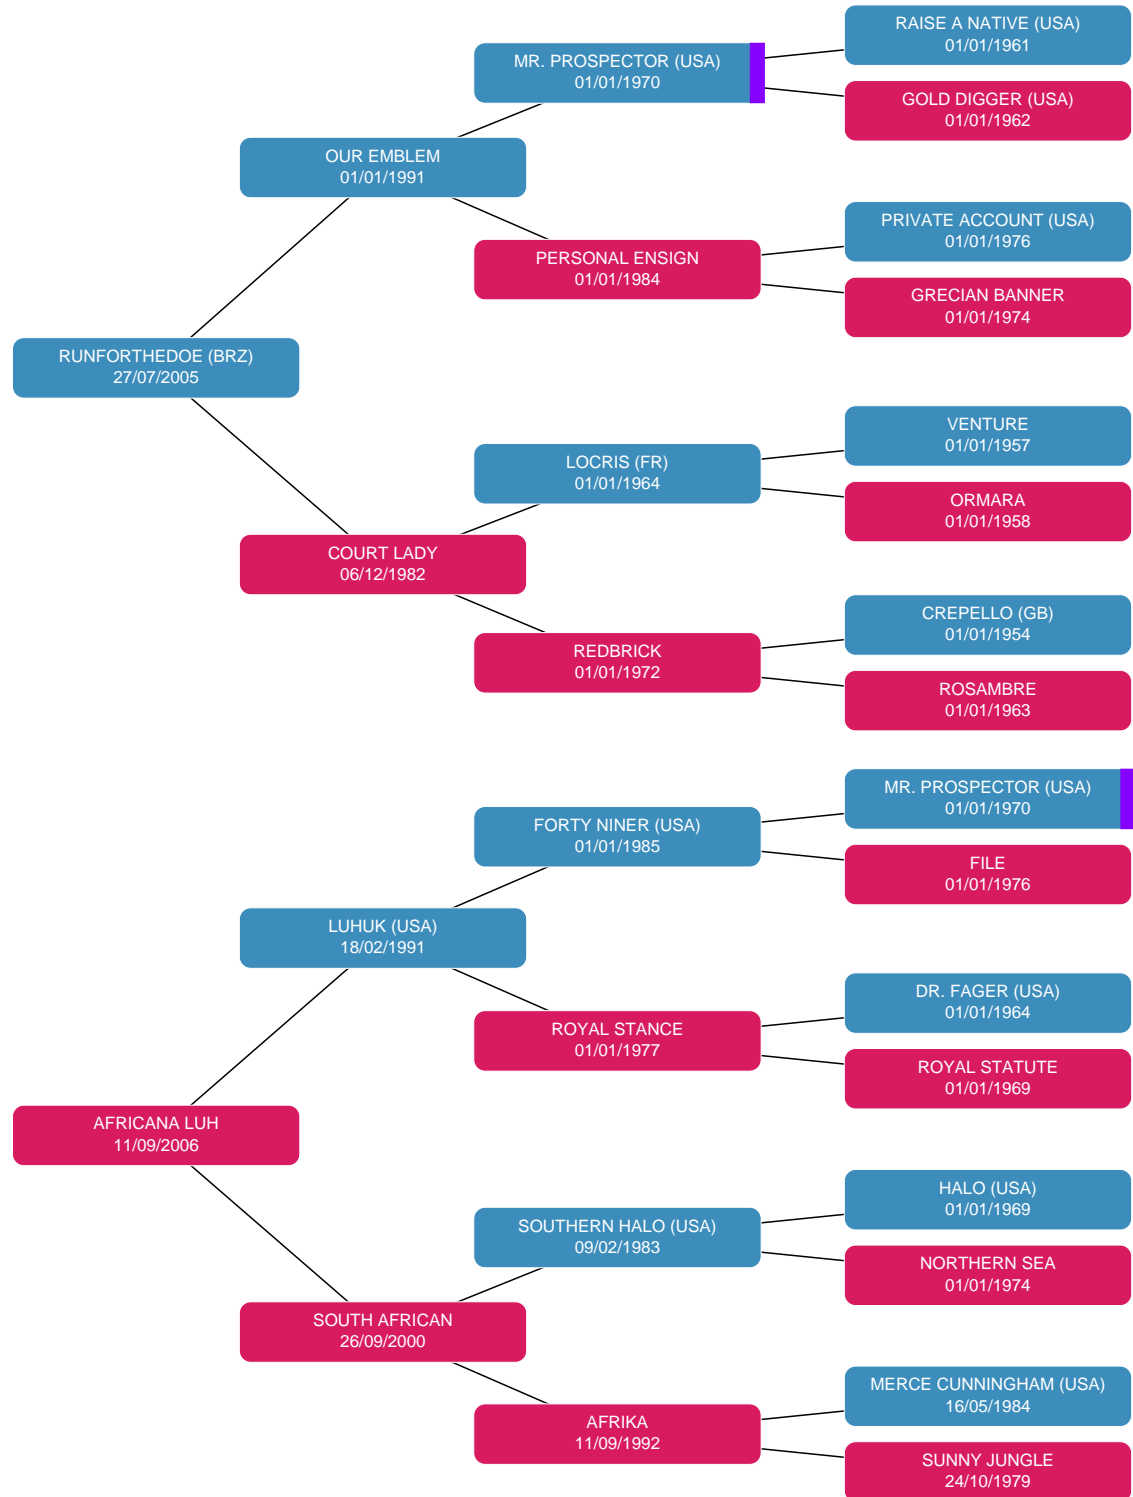 RAISE A NATIVE (USA)
01/01/1961
MR. PROSPECTOR (USA)
01/01/1970
GOLD DIGGER (USA)
01/01/1962
OUR EMBLEM
01/01/1991
PRIVATE ACCOUNT (USA)
01/01/1976
PERSONAL ENSIGN
01/01/1984
GRECIAN BANNER
01/01/1974
RUNFORTHEDOE (BRZ)
27/07/2005
VENTURE
01/01/1957
LOCRIS (FR)
01/01/1964
ORMARA
01/01/1958
COURT LADY
06/12/1982
CREPELLO (GB)
01/01/1954
REDBRICK
01/01/1972
ROSAMBRE
01/01/1963
MR. PROSPECTOR (USA)
01/01/1970
FORTY NINER (USA)
01/01/1985
FILE
01/01/1976
LUHUK (USA)
18/02/1991
DR. FAGER (USA)
01/01/1964
ROYAL STANCE
01/01/1977
ROYAL STATUTE
01/01/1969
AFRICANA LUH
11/09/2006
HALO (USA)
01/01/1969
SOUTHERN HALO (USA)
09/02/1983
NORTHERN SEA
01/01/1974
SOUTH AFRICAN
26/09/2000
MERCE CUNNINGHAM (USA)
16/05/1984
AFRIKA
11/09/1992
SUNNY JUNGLE
24/10/1979